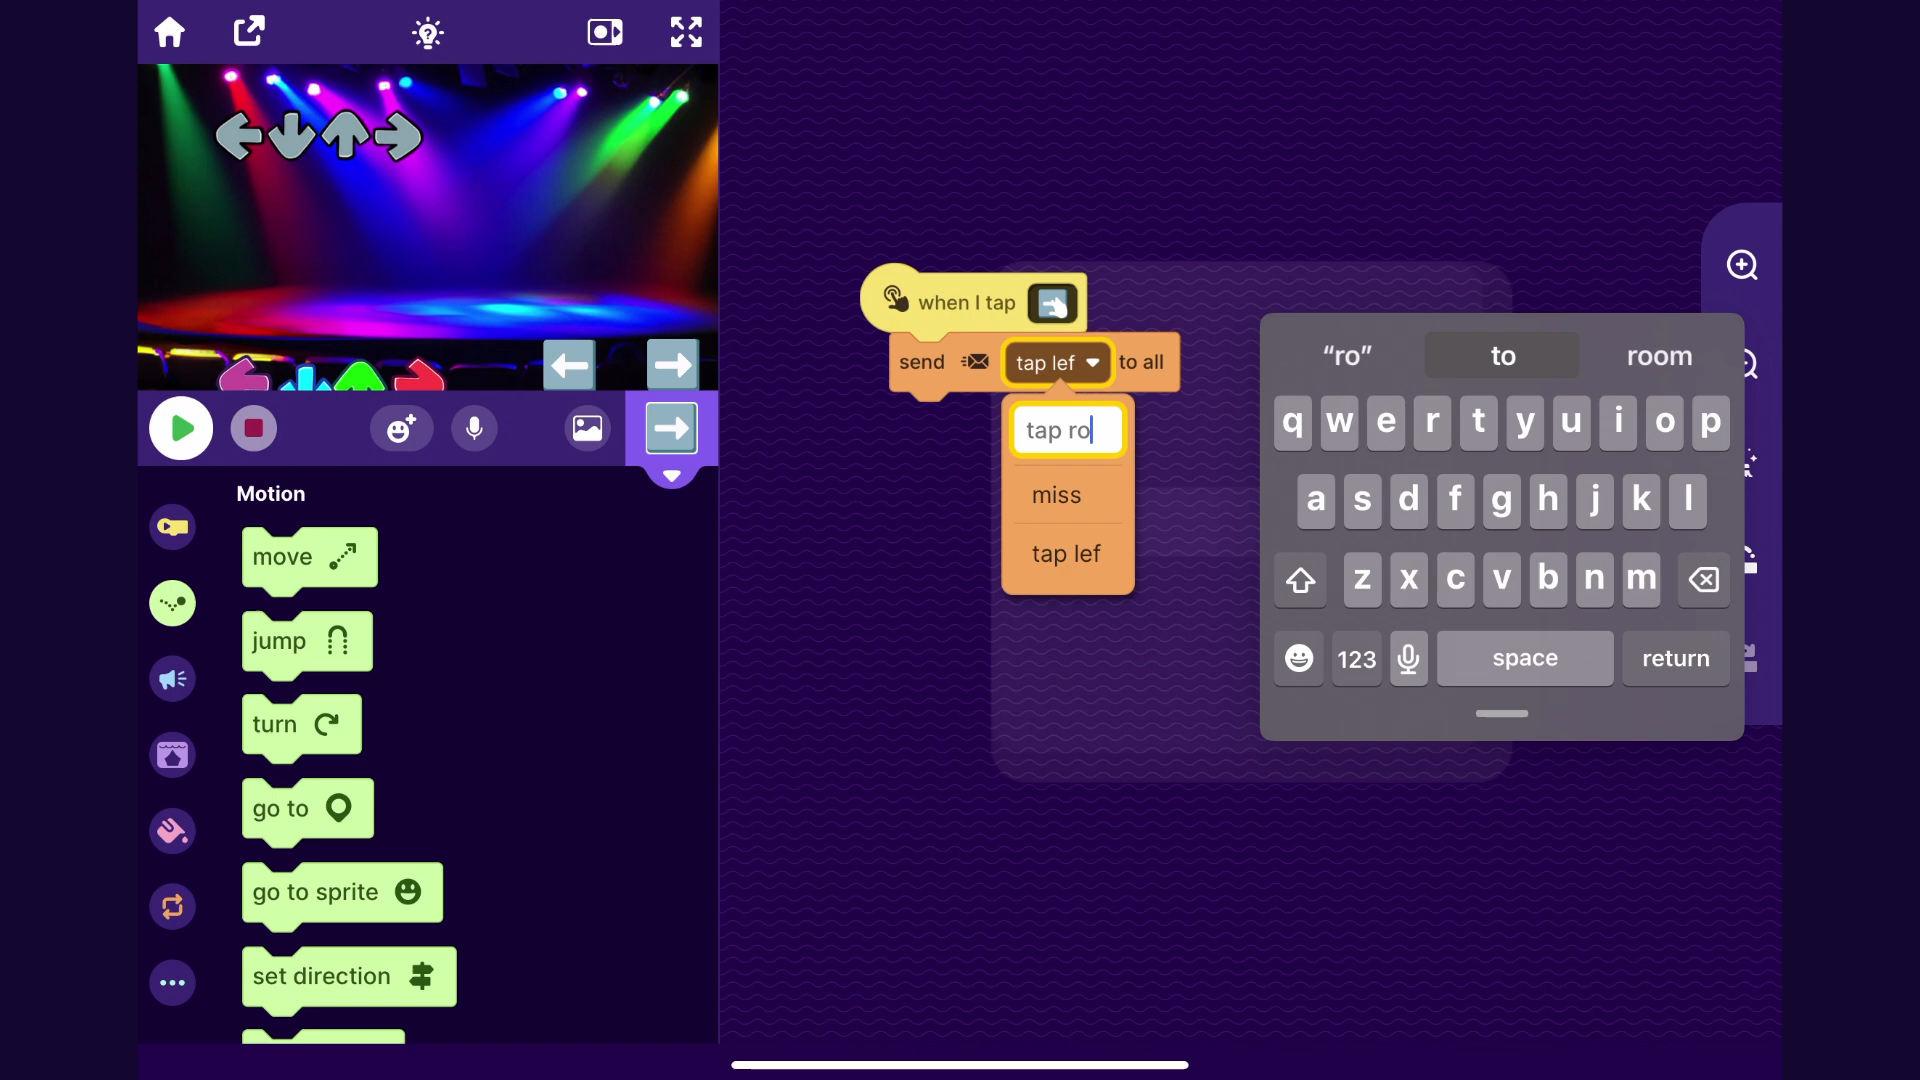 when I tap
send tap lef to all
tap ro
miss
tap lef
Motion
move
jump
turn
go to
go to sprite
set direction
“ro” to room
q w e r t y u i o p
a s d f g h j k l
z x c v b n m
123 space return